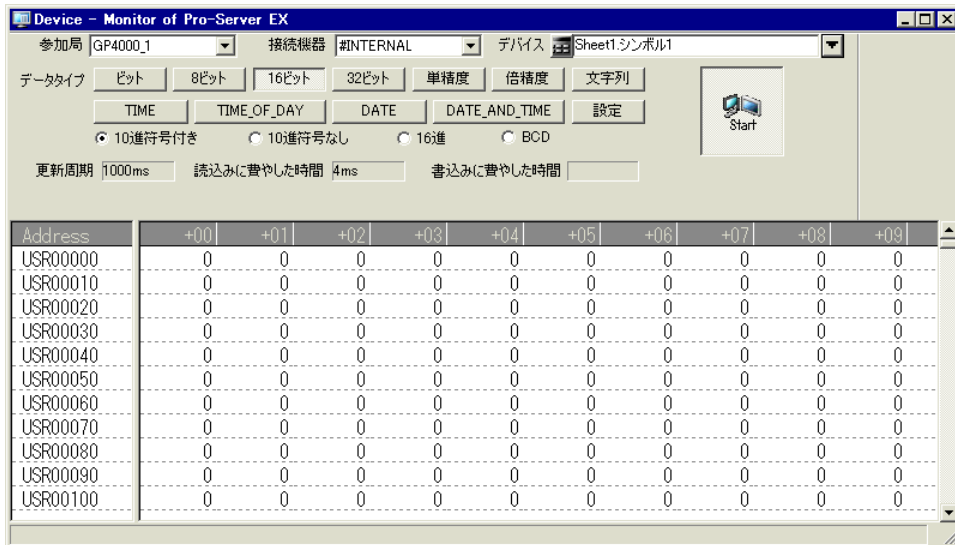 Device - Monitor of Pro-Server EX
参加局 GP4000_1 接続機器 #INTERNAL デバイス Sheet1.シンボル1
データタイプ ビット 8ビット 16ビット 32ビット 単精度 倍精度 文字列
TIME TIME_OF_DAY DATE DATE_AND_TIME 設定
Start
10進符号付き 10進符号なし 16進 BCD
更新周期 1000ms 読込みに費やした時間 4ms 書込みに費やした時間
Address +00 +01 +02 +03 +04 +05 +06 +07 +08 +09
USR00000 0 0 0 0 0 0 0 0 0 0
USR00010 0 0 0 0 0 0 0 0 0 0
USR00020 0 0 0 0 0 0 0 0 0 0
USR00030 0 0 0 0 0 0 0 0 0 0
USR00040 0 0 0 0 0 0 0 0 0 0
USR00050 0 0 0 0 0 0 0 0 0 0
USR00060 0 0 0 0 0 0 0 0 0 0
USR00070 0 0 0 0 0 0 0 0 0 0
USR00080 0 0 0 0 0 0 0 0 0 0
USR00090 0 0 0 0 0 0 0 0 0 0
USR00100 0 0 0 0 0 0 0 0 0 0